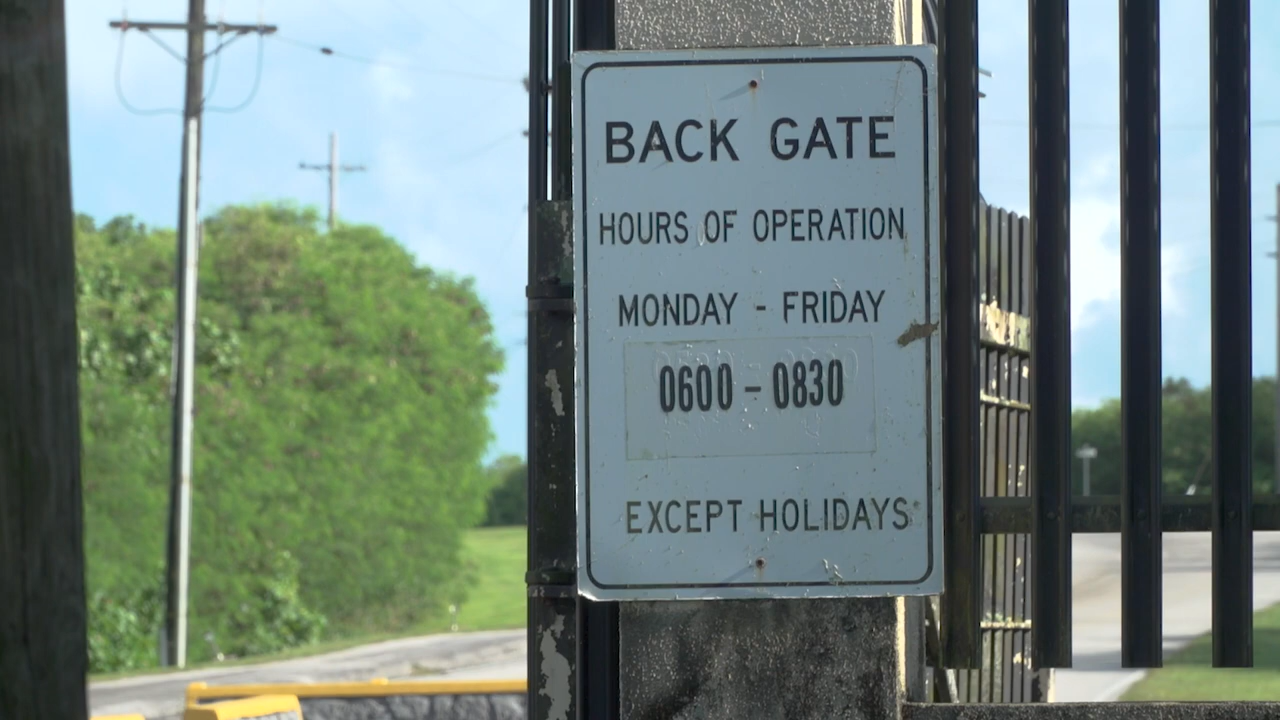 BACK GATE
HOURS OF OPERATION
MONDAY - FRIDAY
0600 - 0830
EXCEPT HOLIDAYS